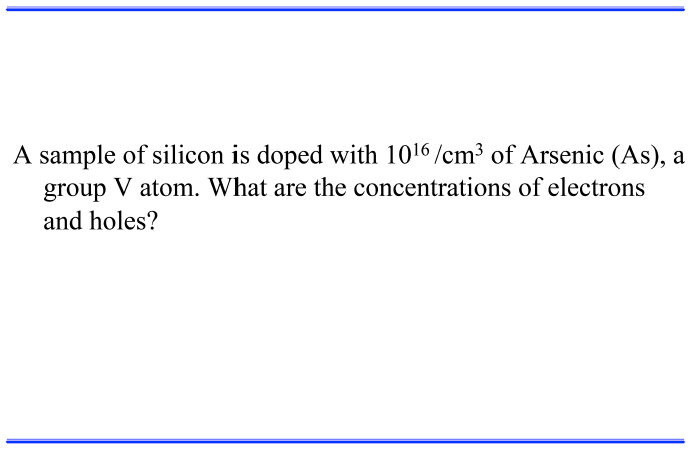 A sample of silicon is doped with 10¹⁶ /cm³ of Arsenic (As), a
group V atom. What are the concentrations of electrons
and holes?